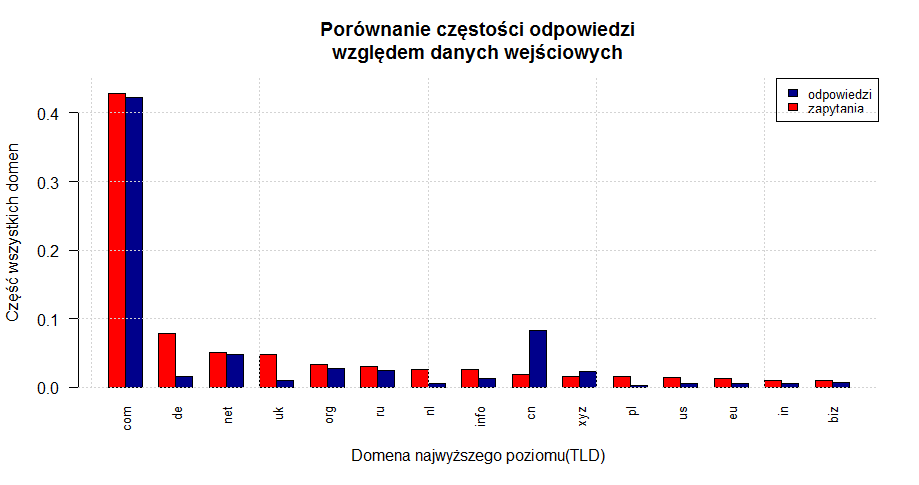 Porównanie częstości odpowiedzi
względem danych wejściowych
odpowiedzi
zapytania
Część wszystkich domen
0.4
0.3
0.2
0.1
0.0
com
de
net
uk
org
ru
nl
info
cn
xyz
pl
us
eu
in
biz
Domena najwyższego poziomu(TLD)